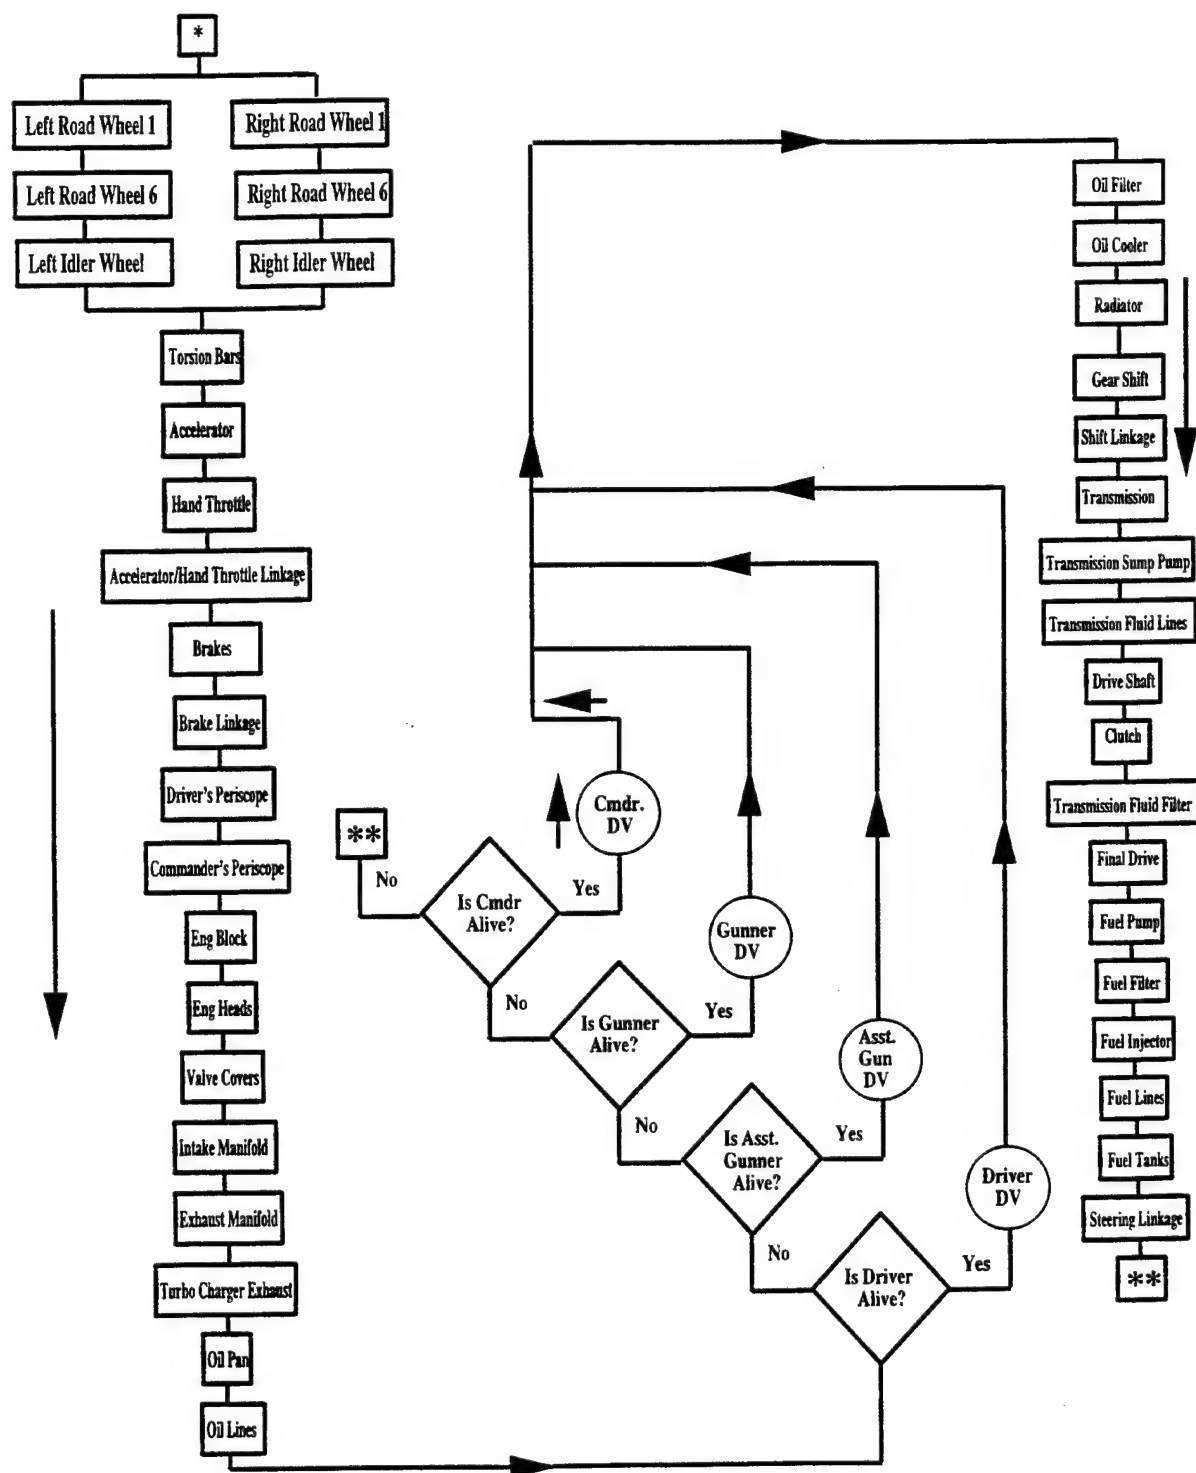 *
Left Road Wheel 1
Right Road Wheel 1
Left Road Wheel 6
Right Road Wheel 6
Left Idler Wheel
Right Idler Wheel
Torsion Bars
Accelerator
Hand Throttle
Accelerator/Hand Throttle Linkage
Brakes
Brake Linkage
Driver's Periscope
Commander's Periscope
Eng Block
Eng Heads
Valve Covers
Intake Manifold
Exhaust Manifold
Turbo Charger Exhaust
Oil Pan
Oil Lines
Is Driver
Alive?
Yes
Driver
DV
No
Is Asst.
Gunner
Alive?
Yes
Asst.
Gun
DV
No
Is Gunner
Alive?
Yes
Gunner
DV
No
Is Cmdr
Alive?
Yes
Cmdr.
DV
No
**
Oil Filter
Oil Cooler
Radiator
Gear Shift
Shift Linkage
Transmission
Transmission Sump Pump
Transmission Fluid Lines
Drive Shaft
Clutch
Transmission Fluid Filter
Final Drive
Fuel Pump
Fuel Filter
Fuel Injector
Fuel Lines
Fuel Tanks
Steering Linkage
**